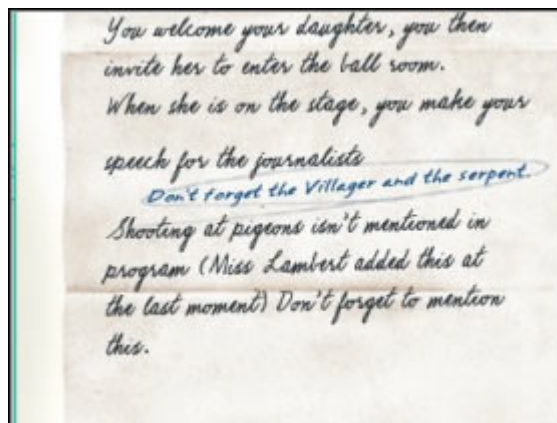 You welcome your daughter, you then
invite her to enter the ball room.
When she is on the stage, you make your
speech for the journalists
Don't forget the Villager and the serpent.
Shooting at pigeons isn't mentioned in
program (Miss Lambert added this at
the last moment) Don't forget to mention
this.